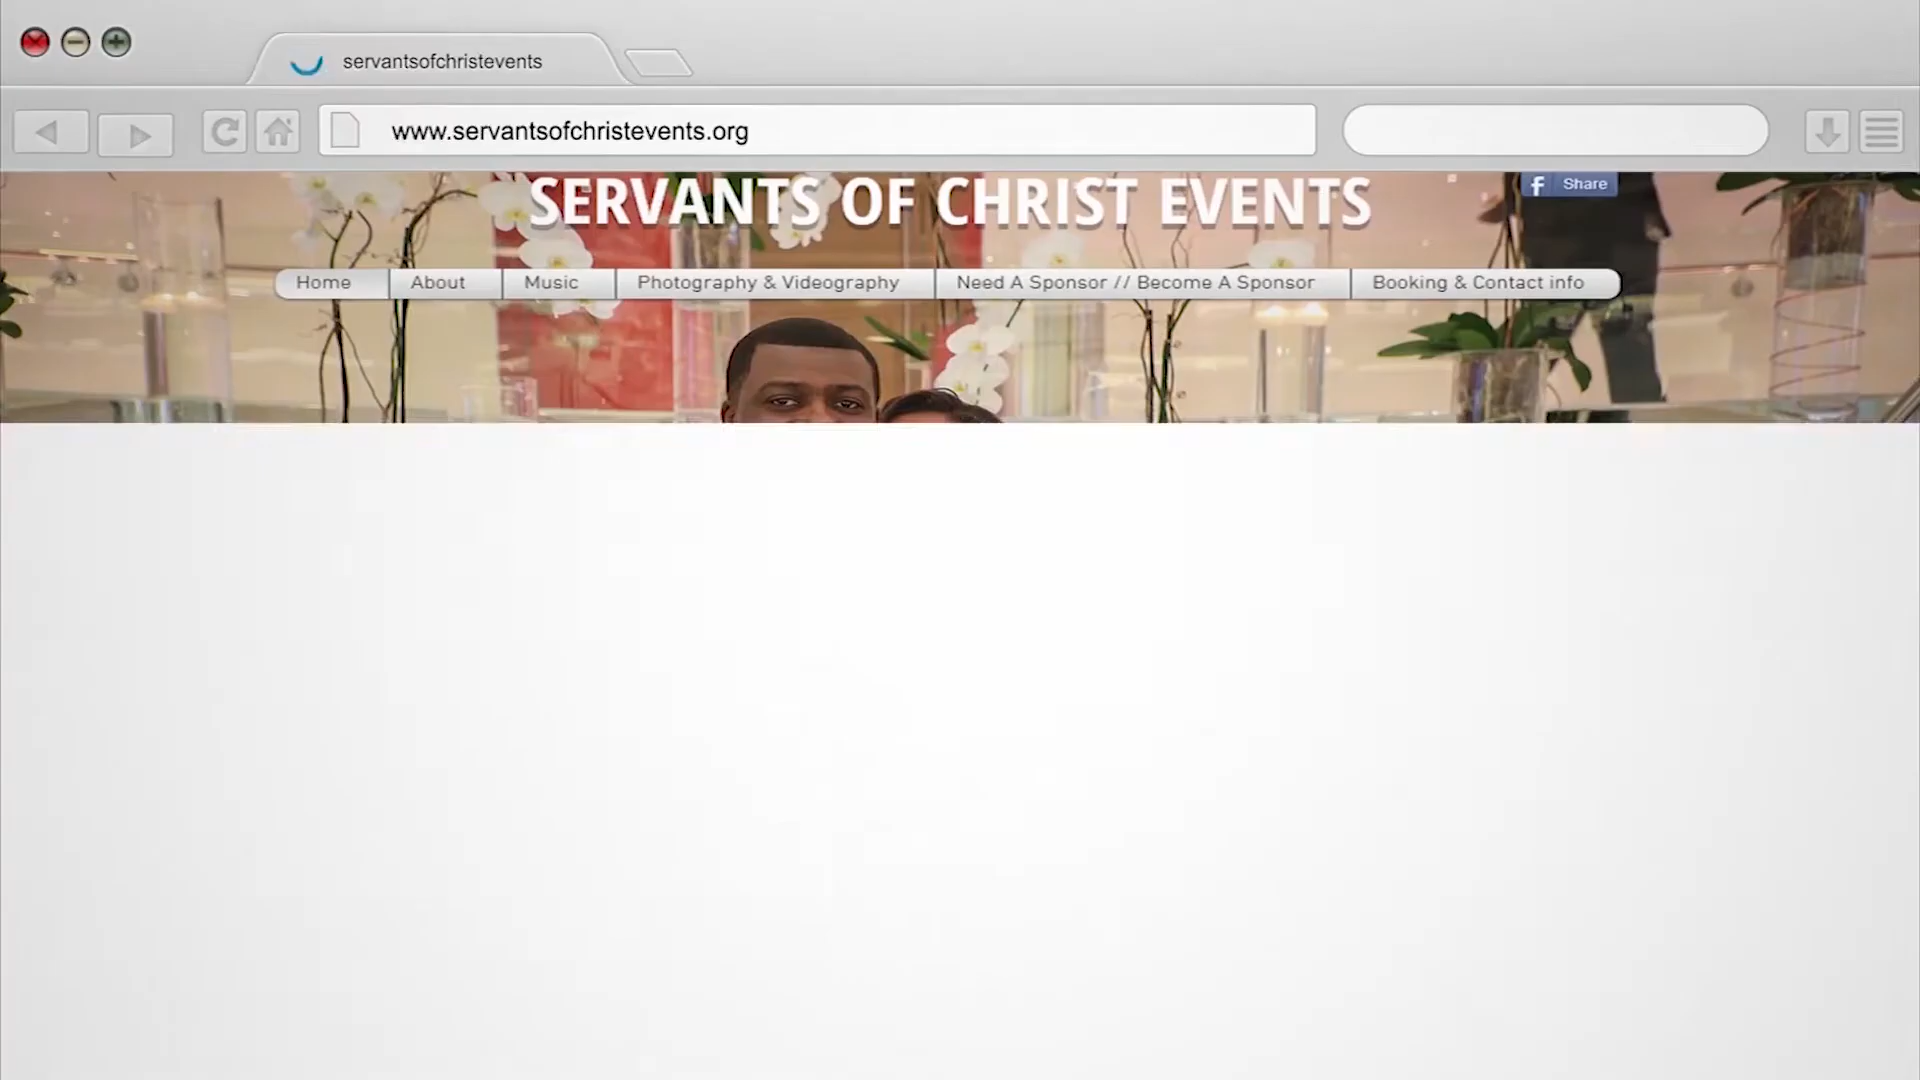 servantsofchristevents
www.servantsofchristevents.org
SERVANTS OF CHRIST EVENTS
f Share
Home About Music Photography & Videography Need A Sponsor // Become A Sponsor Booking & Contact info